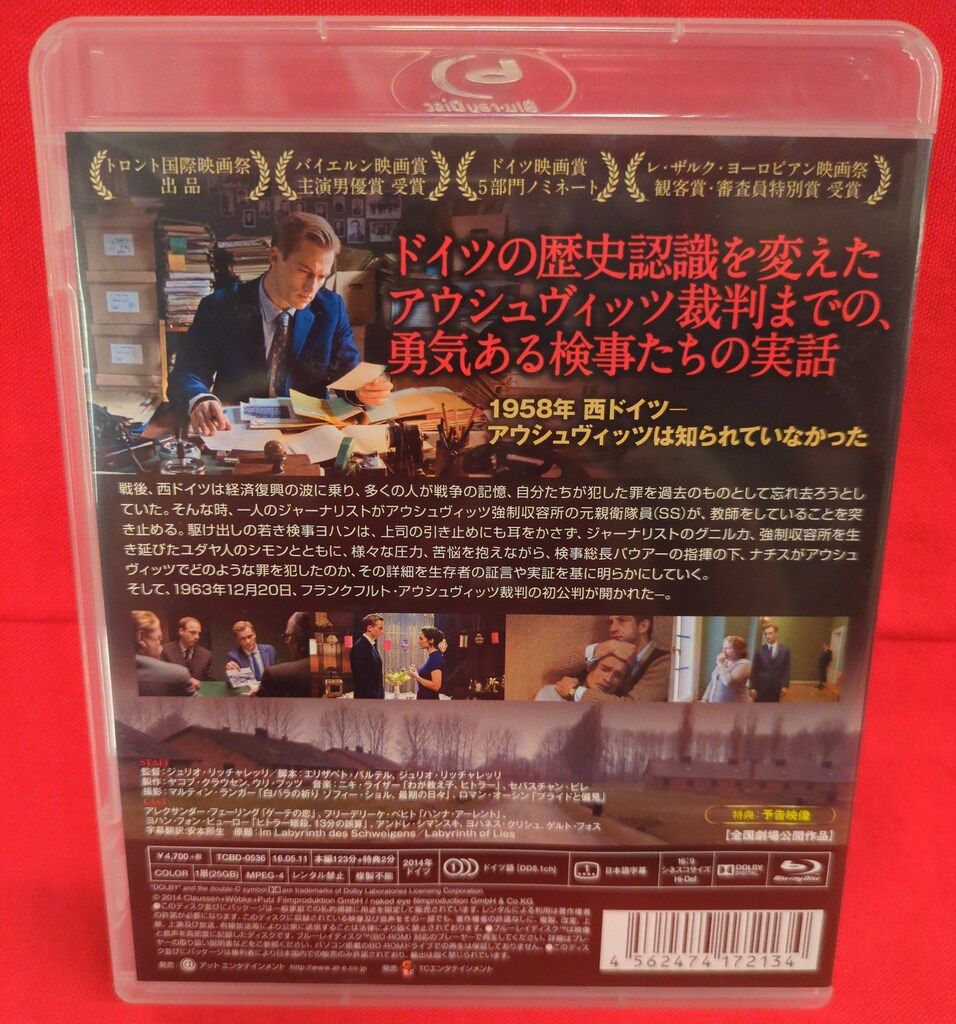 Blu-ray Disc
トロント国際映画祭
出品
バイエルン映画賞
主演男優賞 受賞
ドイツ映画賞
5部門ノミネート
レ・ザルク・ヨーロピアン映画祭
観客賞・審査員特別賞 受賞
ドイツの歴史認識を変えた
アウシュヴィッツ裁判までの、
勇気ある検事たちの実話
1958年 西ドイツ―
アウシュヴィッツは知られていなかった
戦後、西ドイツは経済復興の波に乗り、多くの人が戦争の記憶、自分たちが犯した罪を過去のものとして忘れ去ろうとし
ていた。そんな時、一人のジャーナリストがアウシュヴィッツ強制収容所の元親衛隊員(SS)が、教師をしていることを突
き止める。駆け出しの若き検事ヨハンは、上司の引き止めにも耳をかさず、ジャーナリストのグニルカ、強制収容所を生
き延びたユダヤ人のシモンとともに、様々な圧力、苦悩を抱えながら、検事総長バウアーの指揮の下、ナチスがアウシュ
ヴィッツでどのような罪を犯したのか、その詳細を生存者の証言や実証を基に明らかにしていく。
そして、1963年12月20日、フランクフルト・アウシュヴィッツ裁判の初公判が開かれた―。
STAFF
監督：ジュリオ・リッチャレッリ／脚本：エリザベト・バルテル、ジュリオ・リッチャレッリ
製作：ヤコブ・クラウセン、ウリ・プッツ 音楽：ニキ・ライザー「わが教え子、ヒトラー」、セバスチャン・ピレ
撮影：マルティン・ランガー「白バラの祈り ゾフィー・ショル、最期の日々」、ロマン・オーシン「プライドと偏見」
CAST
アレクサンダー・フェーリング「ゲーテの恋」、フリーデリーケ・ベヒト「ハンナ・アーレント」、
ヨハン・フォン・ビューロー「ヒトラー暗殺、13分の誤算」、アンドレ・シマンスキ、ヨハネス・クリシュ、ゲルト・フォス
字幕翻訳：安本熙生 原題：Im Labyrinth des Schweigens／Labyrinth of Lies
特典：予告映像
[全国劇場公開作品]
￥4,700+税 TCBD-0536 16.05.11 本編123分+特典2分 2014年 ドイツ ドイツ語 [DD5.1ch] 日本語字幕 16:9 シネスコサイズ Hi-Def DOLBY DIGITAL Blu-ray Disc
COLOR 1層(25GB) MPEG-4 レンタル禁止 複製不能
"DOLBY" and the double-D symbol are trademarks of Dolby Laboratories Licensing Corporation.
© 2014 Claussen+Wöbke+Putz Filmproduktion GmbH / naked eye filmproduction GmbH & Co.KG
発売： アット エンタテインメント http://www.at-e.co.jp 発売： TCエンタテインメント
4 562474 172134